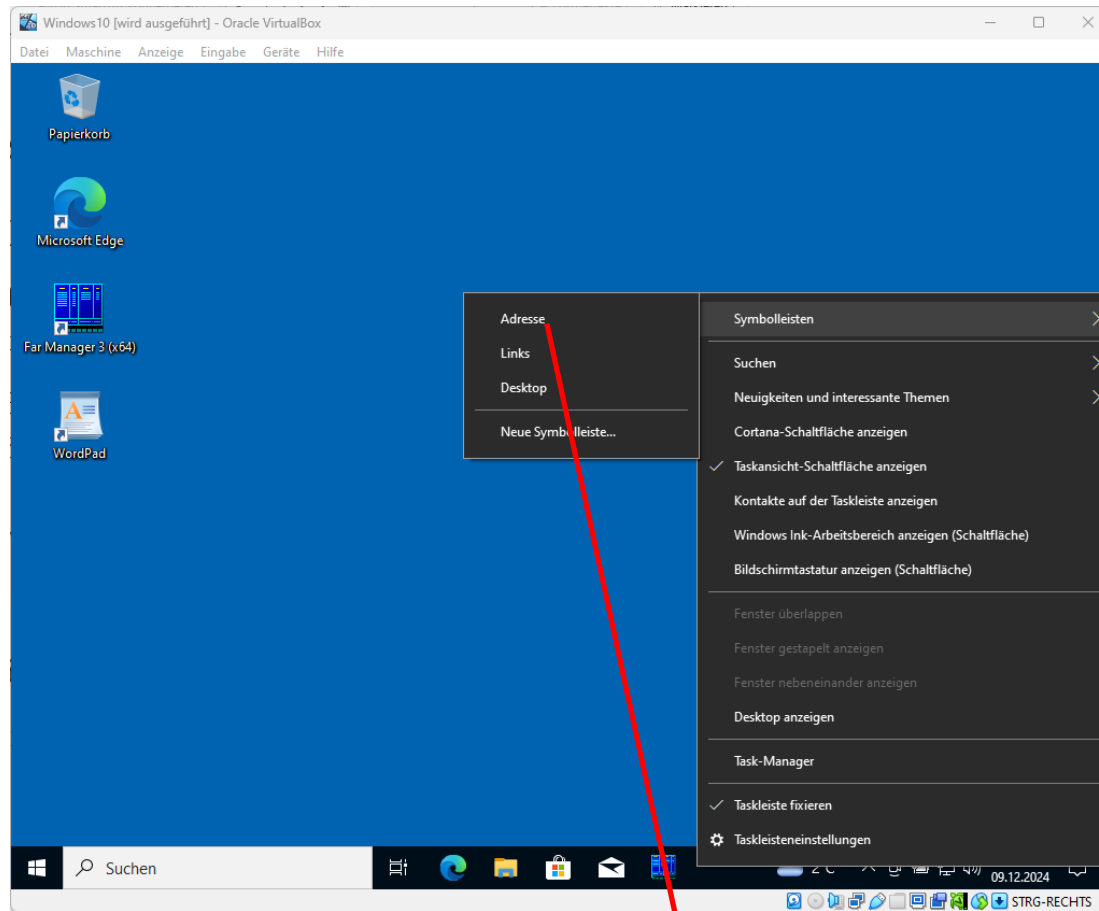 Windows10 [wird ausgeführt] - Oracle VirtualBox
Datei Maschine Anzeige Eingabe Geräte Hilfe
Papierkorb
Microsoft Edge
Far Manager 3 (x64)
WordPad
Adresse
Links
Desktop
Neue Symbolleiste...
Symbolleisten
Suchen
Neuigkeiten und interessante Themen
Cortana-Schaltfläche anzeigen
Taskansicht-Schaltfläche anzeigen
Kontakte auf der Taskleiste anzeigen
Windows Ink-Arbeitsbereich anzeigen (Schaltfläche)
Bildschirmtastatur anzeigen (Schaltfläche)
Fenster überlappen
Fenster gestapelt anzeigen
Fenster nebeneinander anzeigen
Desktop anzeigen
Task-Manager
Taskleiste fixieren
Taskleisteneinstellungen
Suchen
09.12.2024
STRG-RECHTS